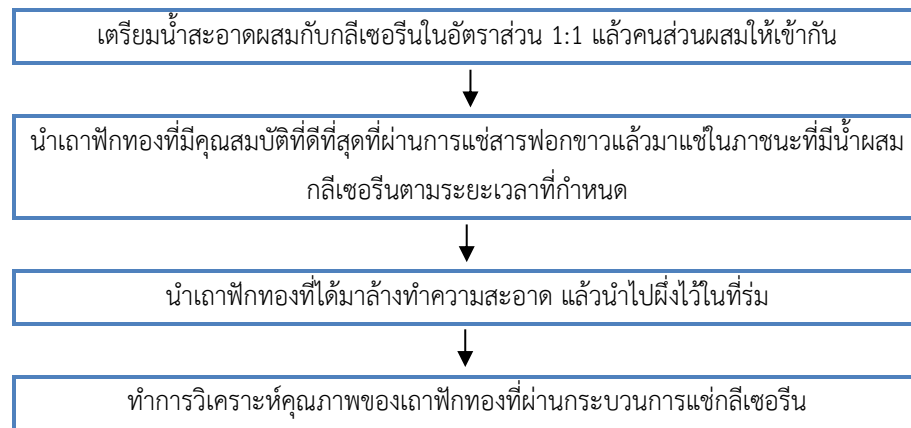 เตรียมน้ำสะอาดผสมกับกลีเซอรีนในอัตราส่วน 1:1 แล้วคนส่วนผสมให้เข้ากัน
นำเถาฟักทองที่มีคุณสมบัติที่ดีที่สุดที่ผ่านการแช่สารฟอกขาวแล้วมาแช่ในภาชนะที่มีน้ำผสม
กลีเซอรีนตามระยะเวลาที่กำหนด
นำเถาฟักทองที่ได้มาล้างทำความสะอาด แล้วนำไปผึ่งไว้ในที่ร่ม
ทำการวิเคราะห์คุณภาพของเถาฟักทองที่ผ่านกระบวนการแช่กลีเซอรีน